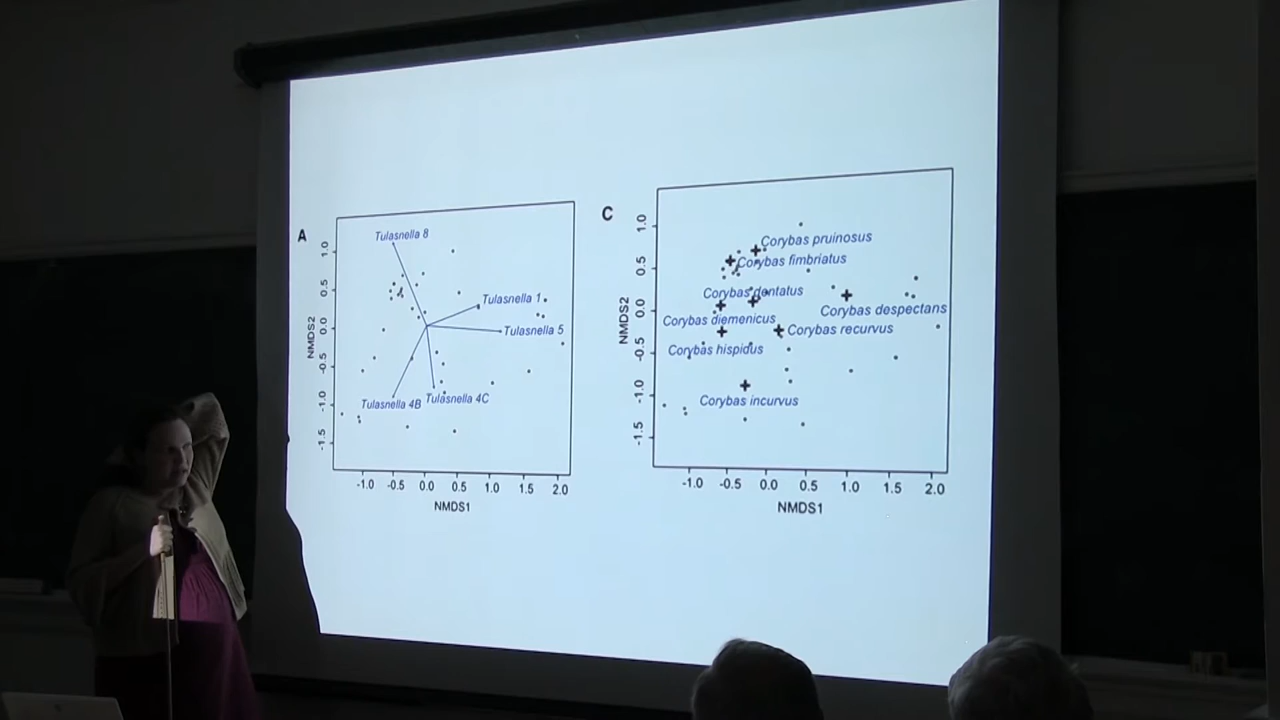 A
Tulasnella 8
Tulasnella 1
Tulasnella 5
Tulasnella 4B
Tulasnella 4C
NMDS2
1.0
0.5
0.0
-0.5
-1.0
-1.5
-1.0 -0.5 0.0 0.5 1.0 1.5 2.0
NMDS1
C
Corybas pruinosus
Corybas fimbriatus
Corybas dentatus
Corybas despectans
Corybas diemenicus
Corybas recurvus
Corybas hispidus
Corybas incurvus
NMDS2
1.0
0.5
0.0
-0.5
-1.0
-1.5
-1.0 -0.5 0.0 0.5 1.0 1.5 2.0
NMDS1